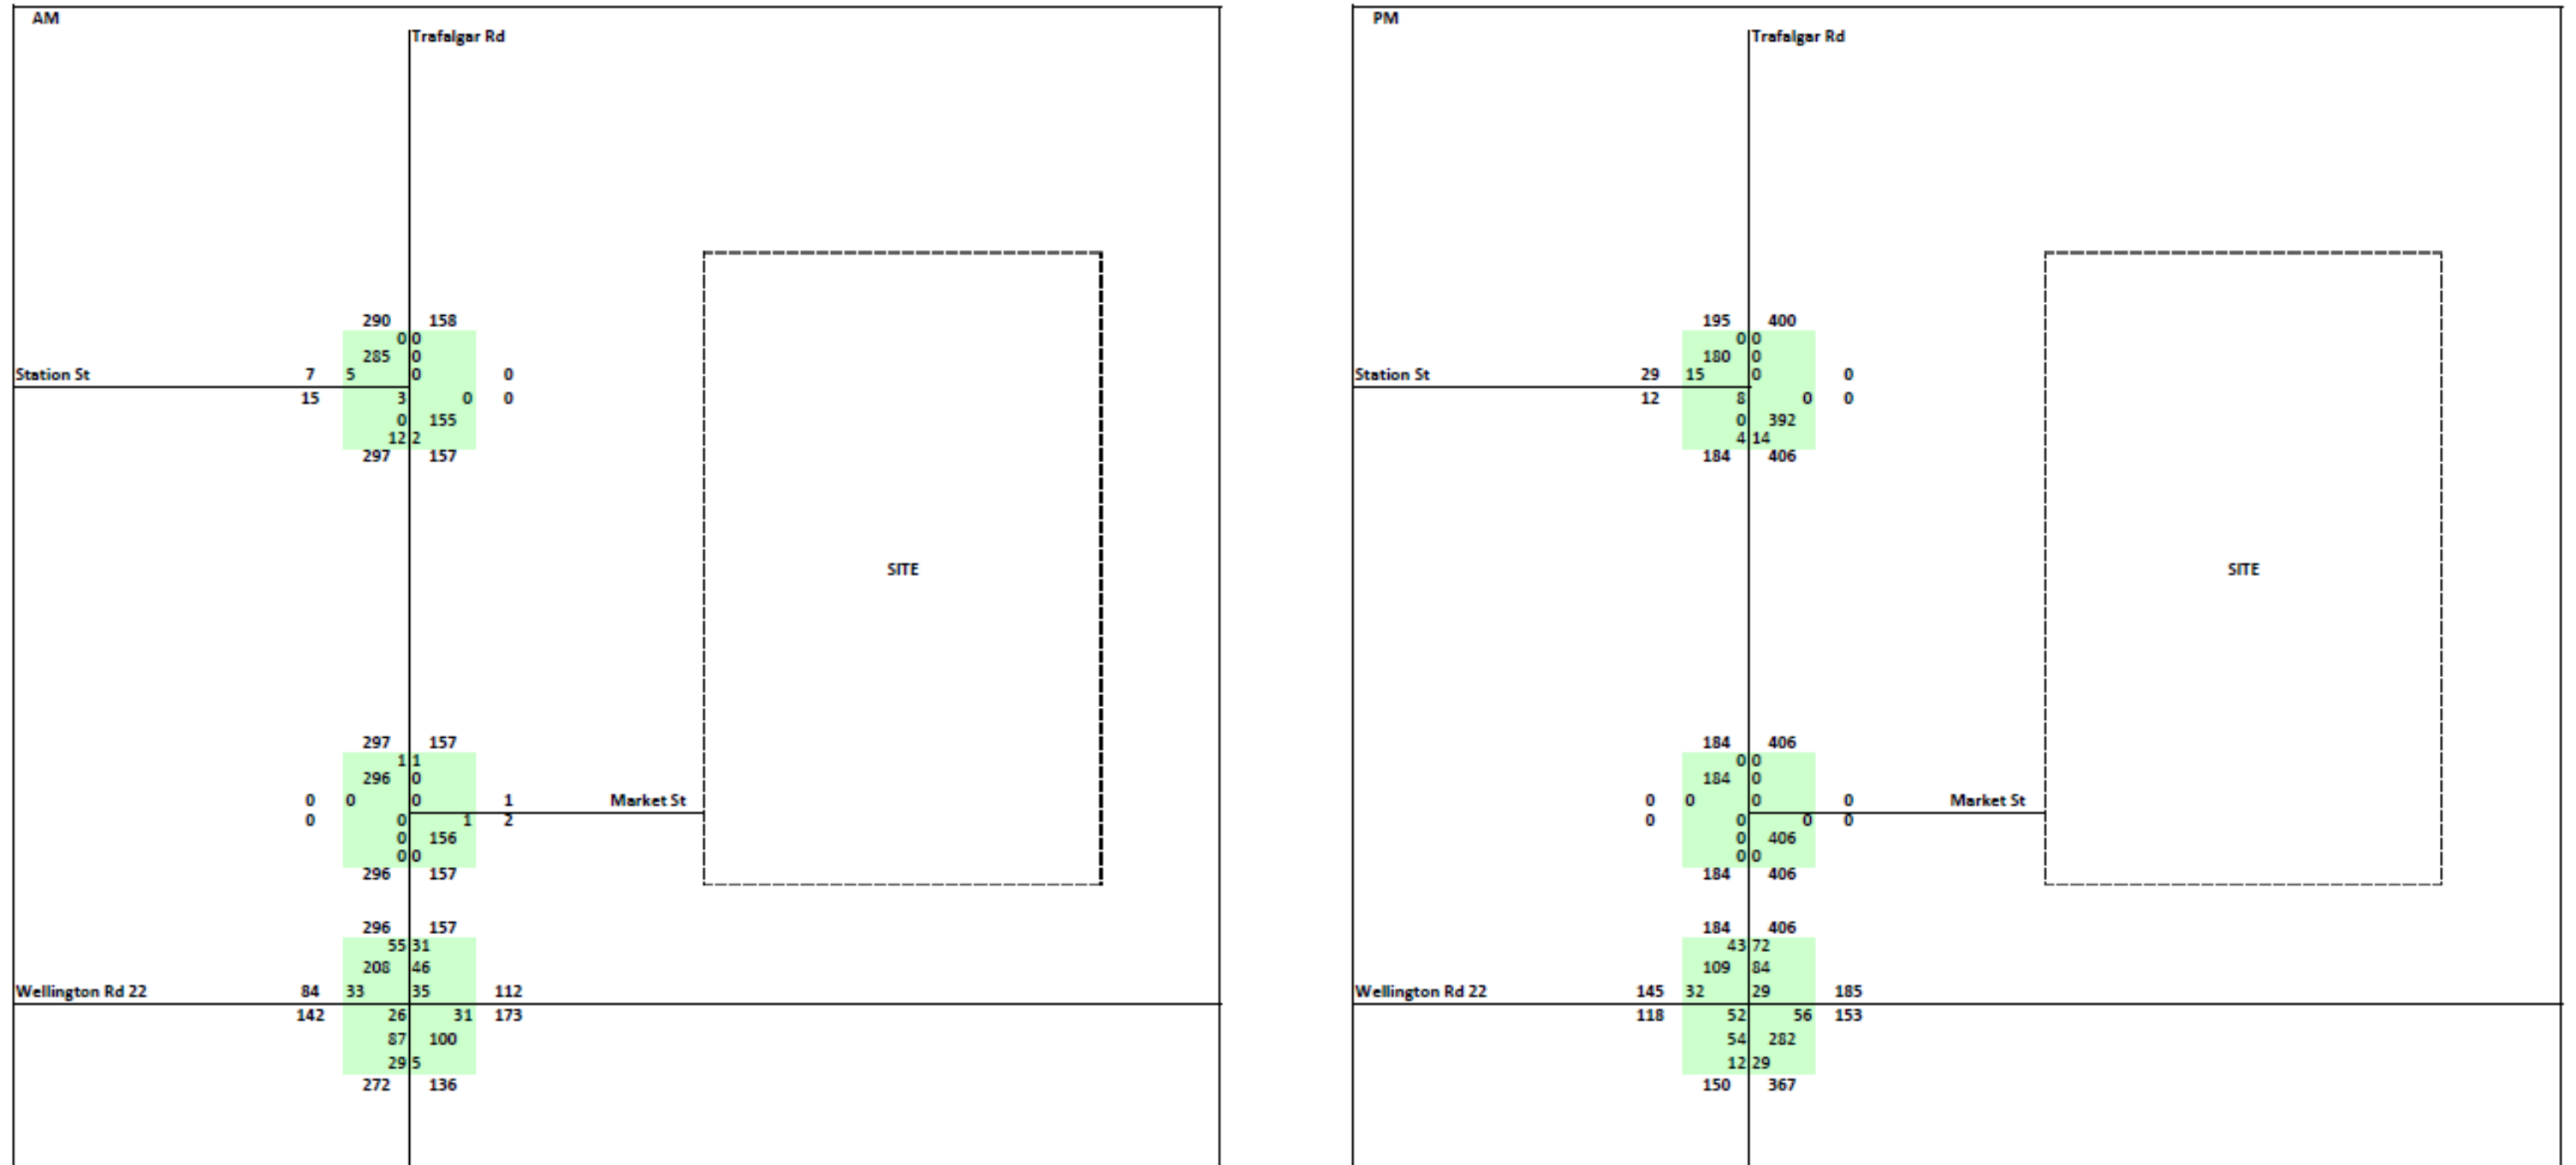 AM
Trafalgar Rd
290 158
0 0
285 0
Station St 7 5 0 0
15 3 0 0
0 155
12 2
297 157
SITE
297 157
1 1
296 0
0 0 0 1 Market St
0 0 1 2
0 156
0 0
296 157
296 157
55 31
208 46
Wellington Rd 22 84 33 35 112
142 26 31 173
87 100
29 5
272 136
PM
Trafalgar Rd
195 400
0 0
180 0
Station St 29 15 0 0
12 8 0 0
0 392
4 14
184 406
SITE
184 406
0 0
184 0
0 0 0 0 Market St
0 0 0 0
0 406
0 0
184 406
184 406
43 72
109 84
Wellington Rd 22 145 32 29 185
118 52 56 153
54 282
12 29
150 367